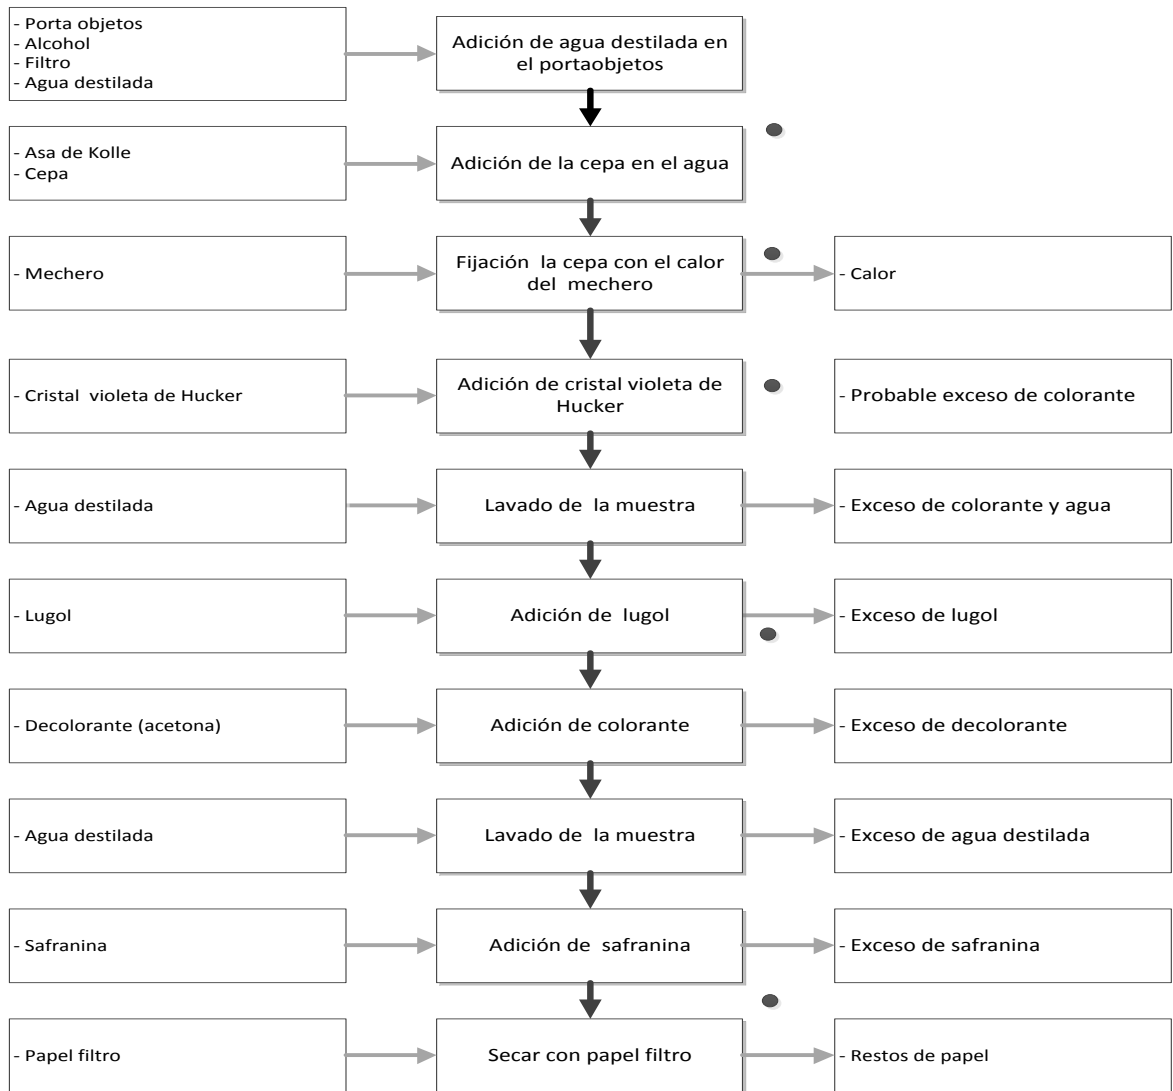 - Porta objetos
- Alcohol
- Filtro
- Agua destilada
Adición de agua destilada en
el portaobjetos
- Asa de Kolle
- Cepa
Adición de la cepa en el agua
- Mechero
Fijación la cepa con el calor
del mechero
- Calor
- Cristal violeta de Hucker
Adición de cristal violeta de
Hucker
- Probable exceso de colorante
- Agua destilada
Lavado de la muestra
- Exceso de colorante y agua
- Lugol
Adición de lugol
- Exceso de lugol
- Decolorante (acetona)
Adición de colorante
- Exceso de decolorante
- Agua destilada
Lavado de la muestra
- Exceso de agua destilada
- Safranina
Adición de safranina
- Exceso de safranina
- Papel filtro
Secar con papel filtro
- Restos de papel